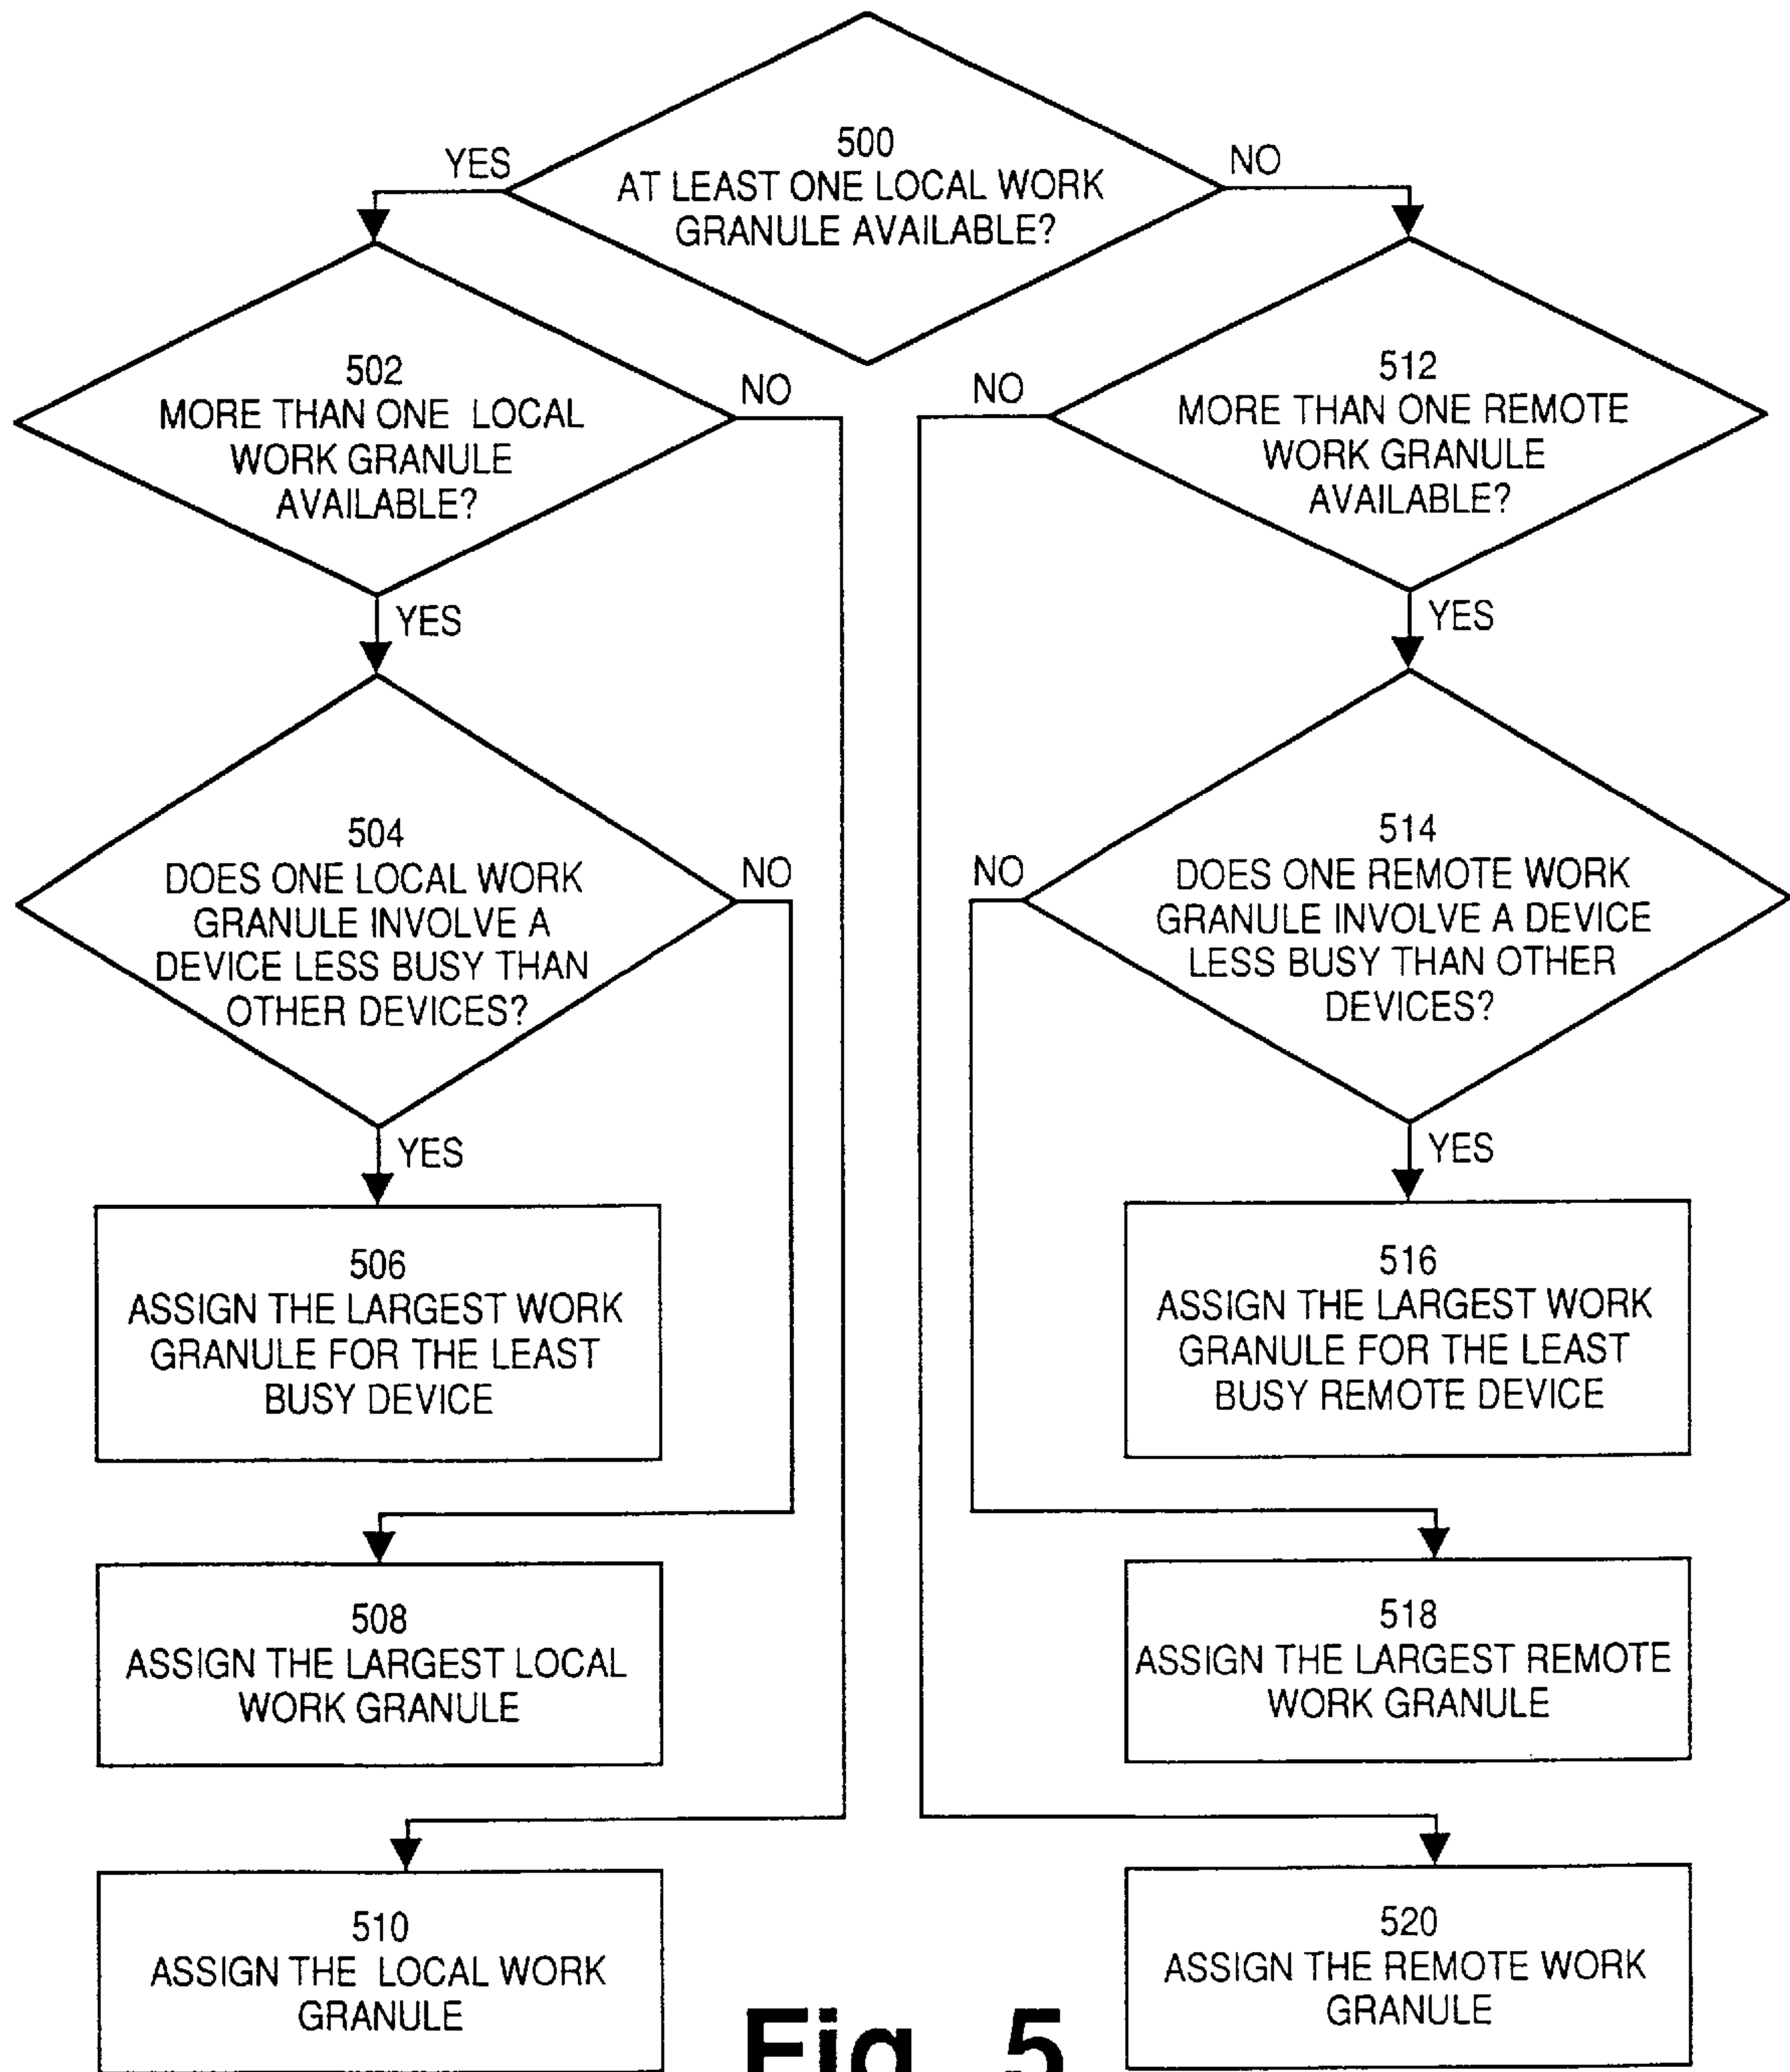 500
AT LEAST ONE LOCAL WORK
GRANULE AVAILABLE?
YES
NO
502
MORE THAN ONE LOCAL
WORK GRANULE
AVAILABLE?
NO
YES
512
MORE THAN ONE REMOTE
WORK GRANULE
AVAILABLE?
NO
YES
504
DOES ONE LOCAL WORK
GRANULE INVOLVE A
DEVICE LESS BUSY THAN
OTHER DEVICES?
NO
YES
514
DOES ONE REMOTE WORK
GRANULE INVOLVE A DEVICE
LESS BUSY THAN OTHER
DEVICES?
NO
YES
506
ASSIGN THE LARGEST WORK
GRANULE FOR THE LEAST
BUSY DEVICE
516
ASSIGN THE LARGEST WORK
GRANULE FOR THE LEAST
BUSY REMOTE DEVICE
508
ASSIGN THE LARGEST LOCAL
WORK GRANULE
518
ASSIGN THE LARGEST REMOTE
WORK GRANULE
510
ASSIGN THE LOCAL WORK
GRANULE
520
ASSIGN THE REMOTE WORK
GRANULE
Fig. 5